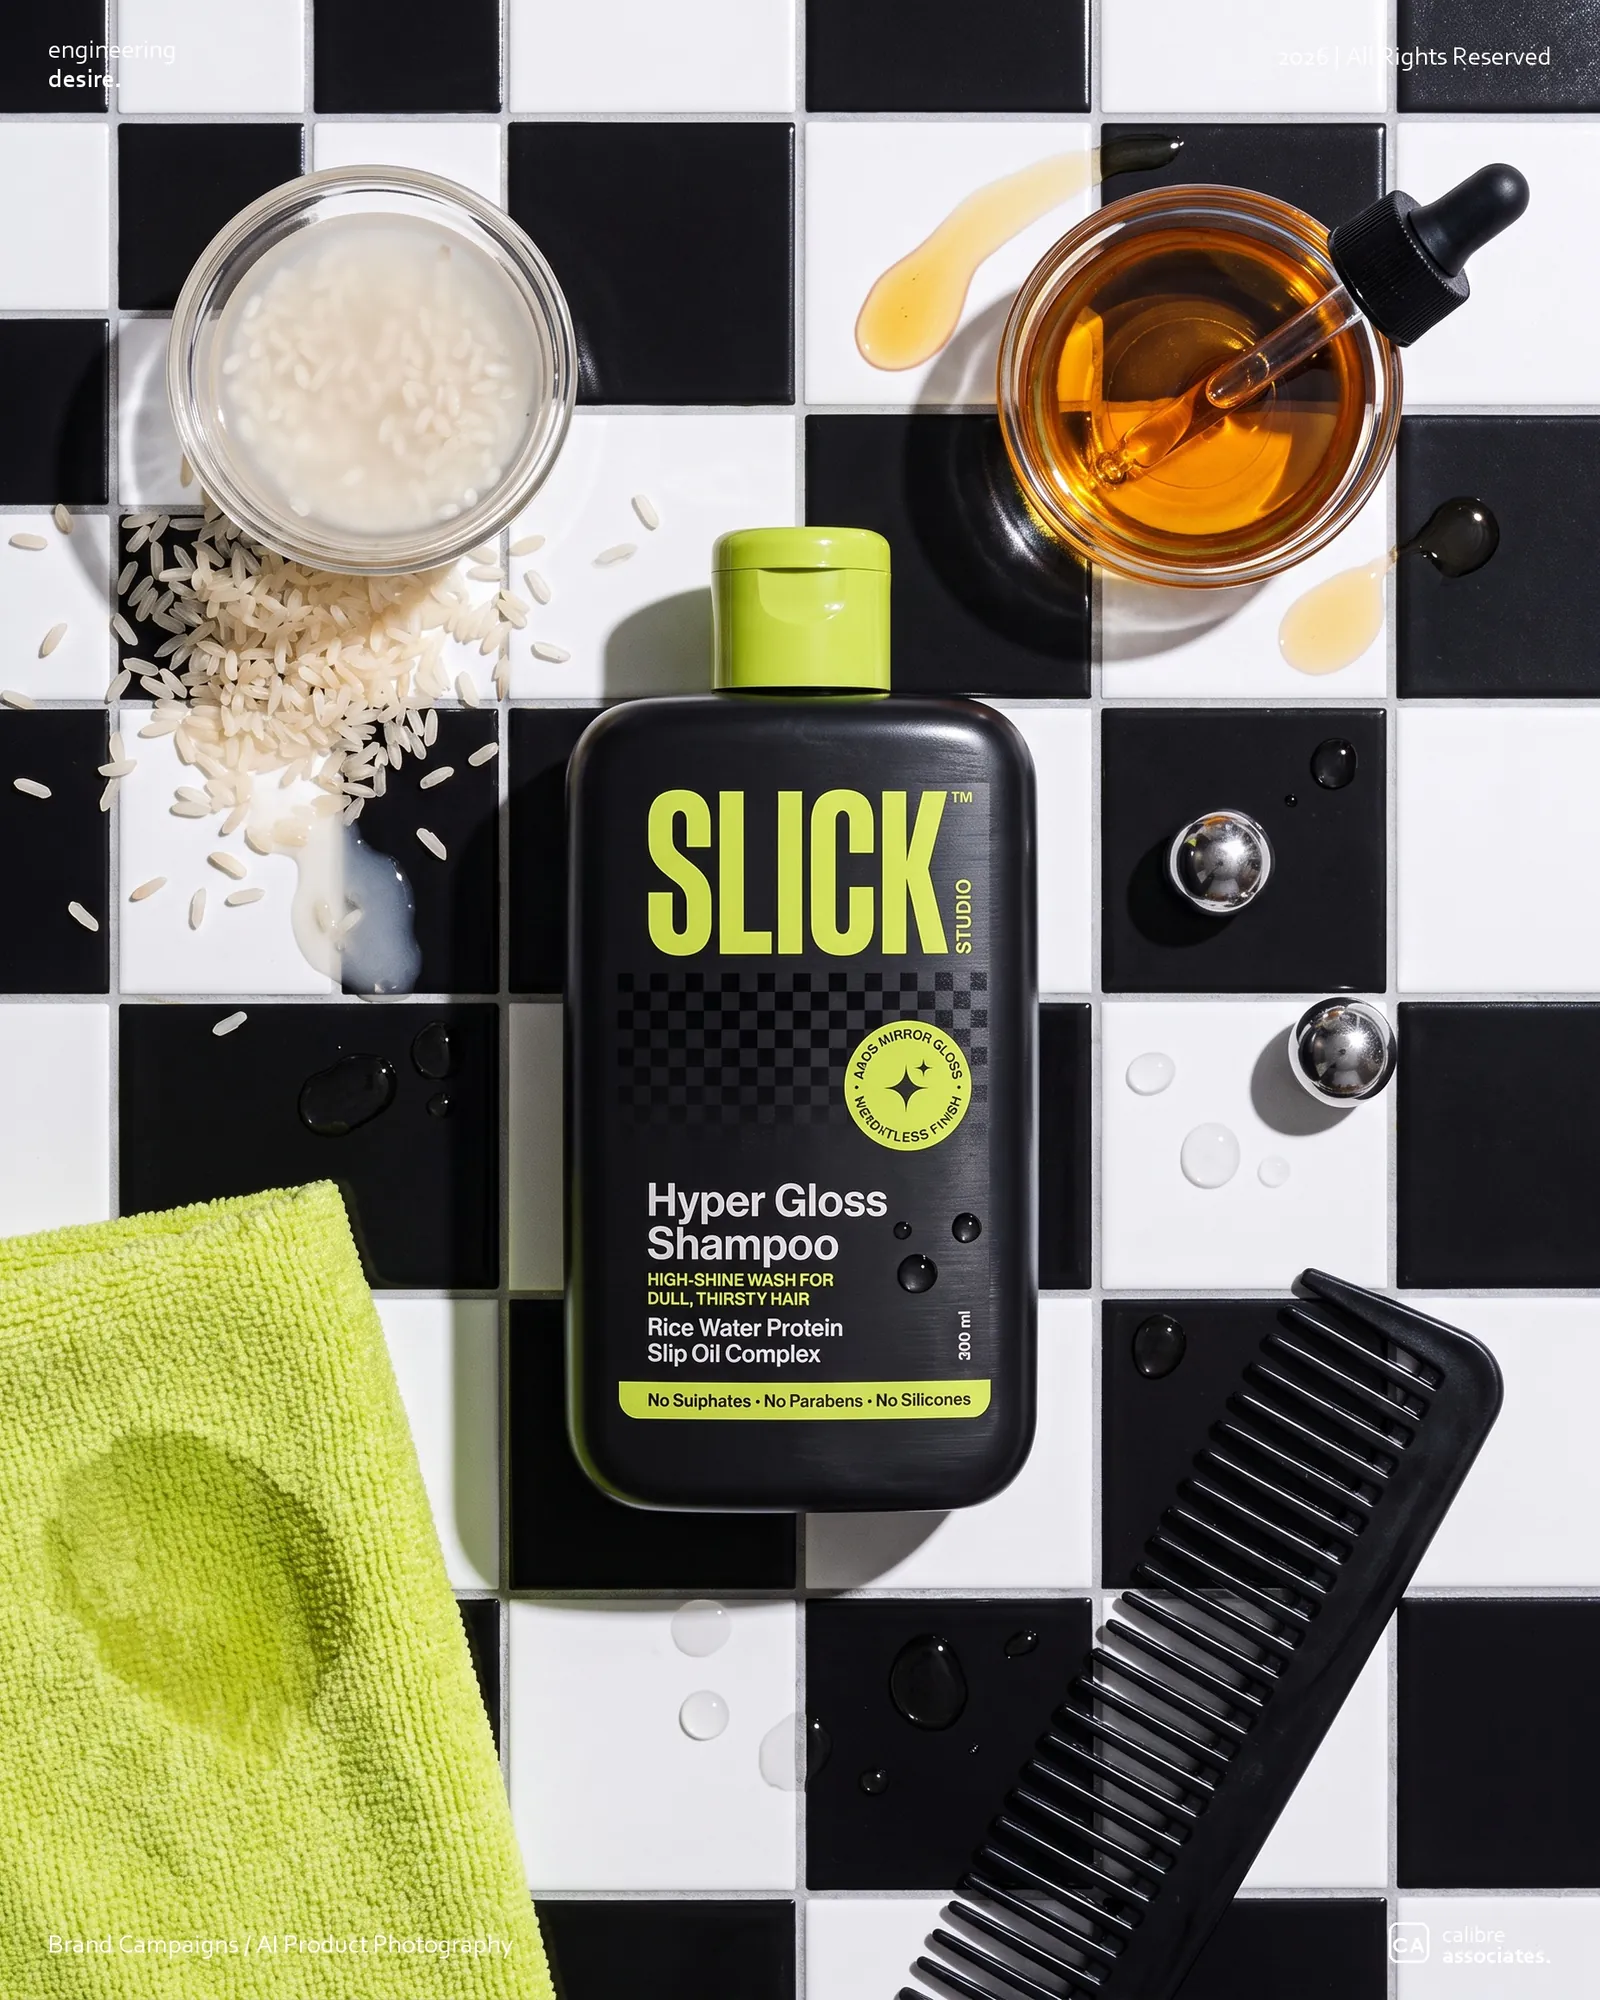 engineering
desire.
2026 | All Rights Reserved
SLICK™
STUDIO
MIRROR GLOSS
FINISH
Hyper Gloss
Shampoo
HIGH-SHINE WASH FOR
DULL, THIRSTY HAIR
Rice Water Protein
Slip Oil Complex
300 ml
No Suiphates • No Parabens • No Silicones
Brand Campaigns / AI Product Photography
CA
calibre
associates.